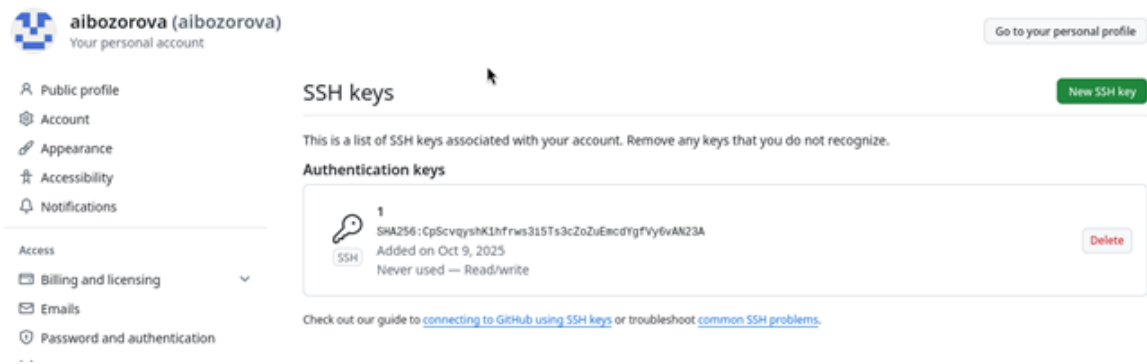 aibozorova (aibozorova)
Your personal account
Go to your personal profile
Public profile
Account
Appearance
Accessibility
Notifications
Access
Billing and licensing
Emails
Password and authentication
SSH keys
New SSH key
This is a list of SSH keys associated with your account. Remove any keys that you do not recognize.
Authentication keys
1
SHA256:CpScvqyshK1hfrws315Ts3cZoZuEmcdYgfVy6vAN23A
SSH
Added on Oct 9, 2025
Never used — Read/write
Delete
Check out our guide to connecting to GitHub using SSH keys or troubleshoot common SSH problems.